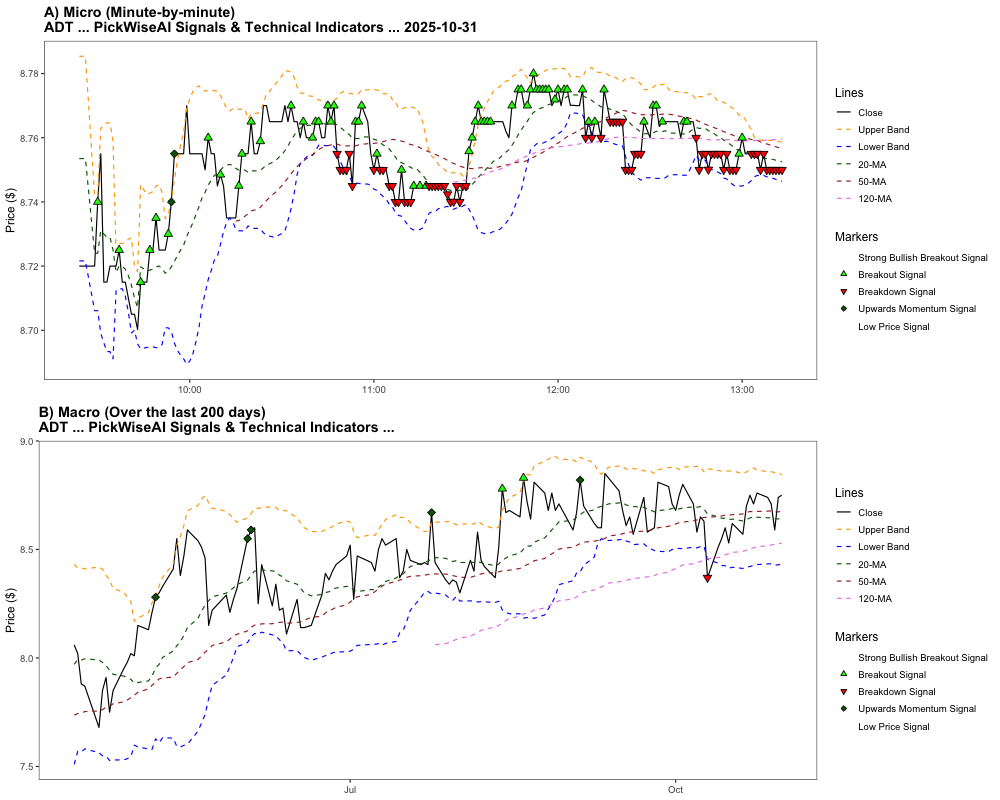 A) Micro (Minute-by-minute)
ADT ... PickWiseAI Signals & Technical Indicators ... 2025-10-31
Price ($)
8.78
8.76
8.74
8.72
8.70
10:00
11:00
12:00
13:00
Lines
Close
Upper Band
Lower Band
20-MA
50-MA
120-MA
Markers
Strong Bullish Breakout Signal
Breakout Signal
Breakdown Signal
Upwards Momentum Signal
Low Price Signal
B) Macro (Over the last 200 days)
ADT ... PickWiseAI Signals & Technical Indicators ...
Price ($)
9.0
8.5
8.0
7.5
Jul
Oct
Lines
Close
Upper Band
Lower Band
20-MA
50-MA
120-MA
Markers
Strong Bullish Breakout Signal
Breakout Signal
Breakdown Signal
Upwards Momentum Signal
Low Price Signal